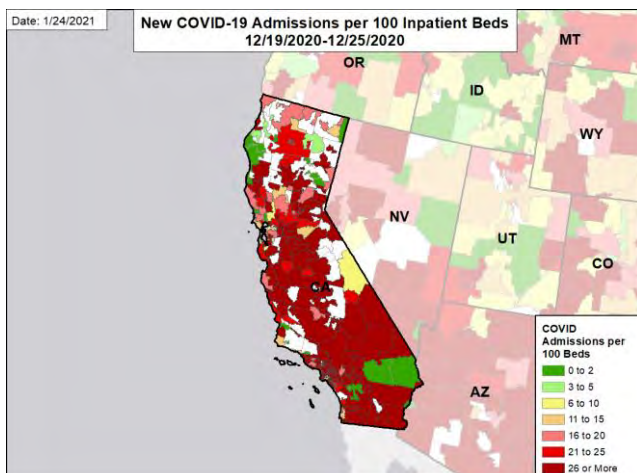 Date: 1/24/2021
New COVID-19 Admissions per 100 Inpatient Beds
12/19/2020-12/25/2020
MT
OR
ID
WY
NV
UT
CO
CA
AZ
COVID
Admissions per
100 Beds
0 to 2
3 to 5
6 to 10
11 to 15
16 to 20
21 to 25
26 or More